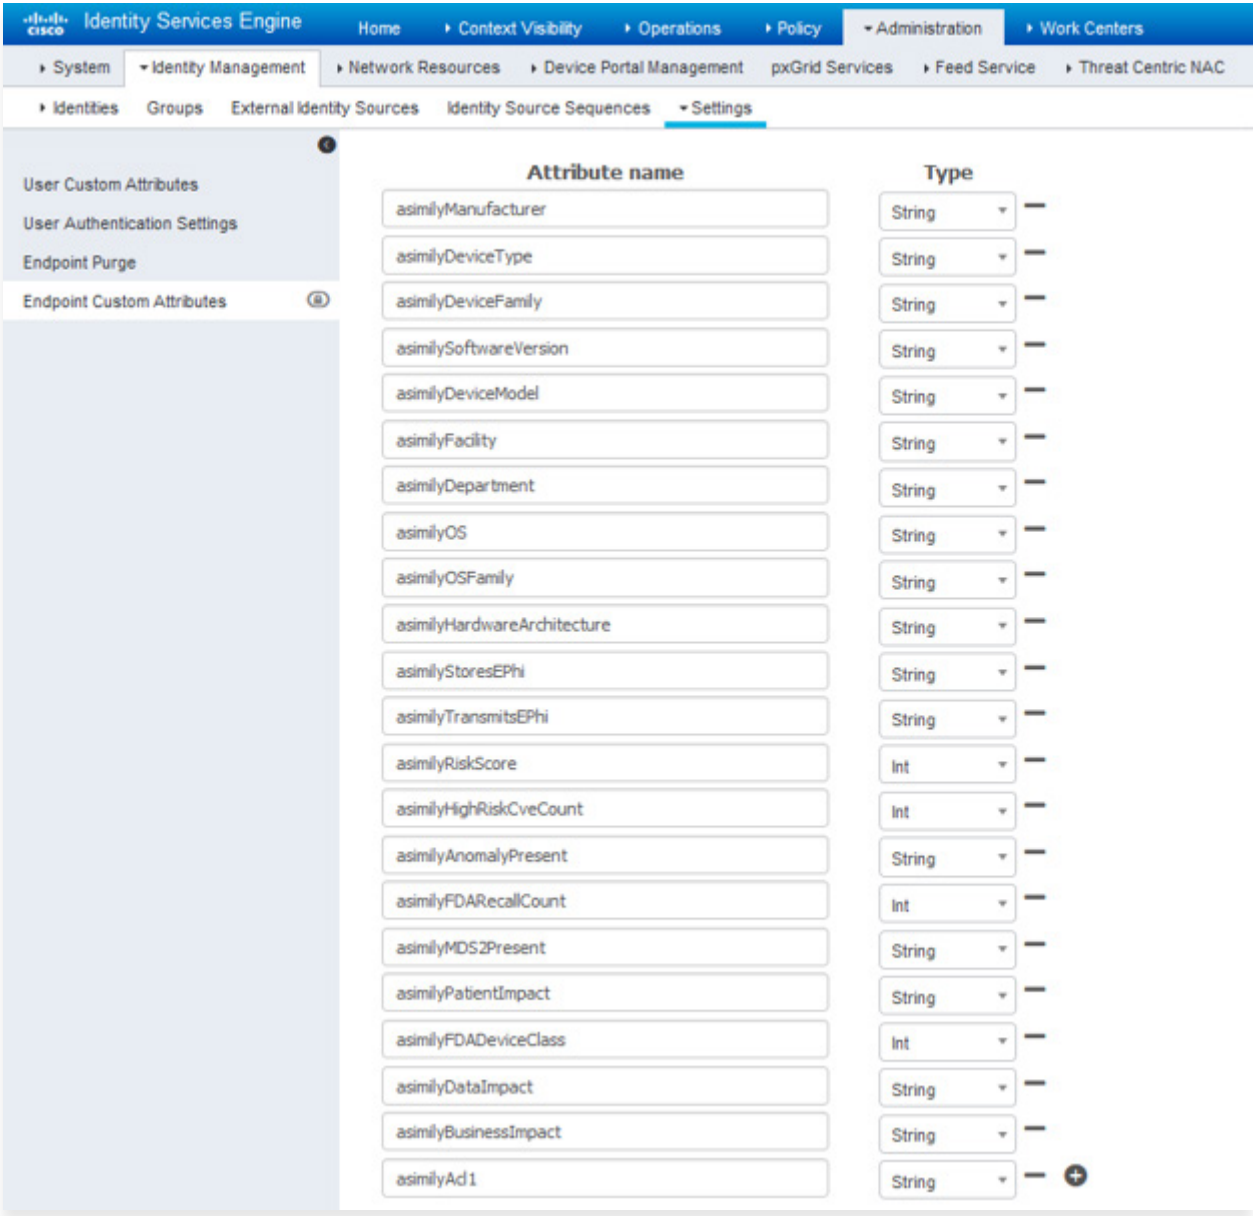 CISCO Identity Services Engine Home Context Visibility Operations Policy Administration Work Centers
System Identity Management Network Resources Device Portal Management pxGrid Services Feed Service Threat Centric NAC
Identities Groups External Identity Sources Identity Source Sequences Settings
User Custom Attributes
User Authentication Settings
Endpoint Purge
Endpoint Custom Attributes
Attribute name Type
asimilyManufacturer String
asimilyDeviceType String
asimilyDeviceFamily String
asimilySoftwareVersion String
asimilyDeviceModel String
asimilyFacility String
asimilyDepartment String
asimilyOS String
asimilyOSFamily String
asimilyHardwareArchitecture String
asimilyStoresEPhi String
asimilyTransmitsEPhi String
asimilyRiskScore Int
asimilyHighRiskCveCount Int
asimilyAnomalyPresent String
asimilyFDARecallCount Int
asimilyMDS2Present String
asimilyPatientImpact String
asimilyFDADeviceClass Int
asimilyDataImpact String
asimilyBusinessImpact String
asimilyAcl1 String